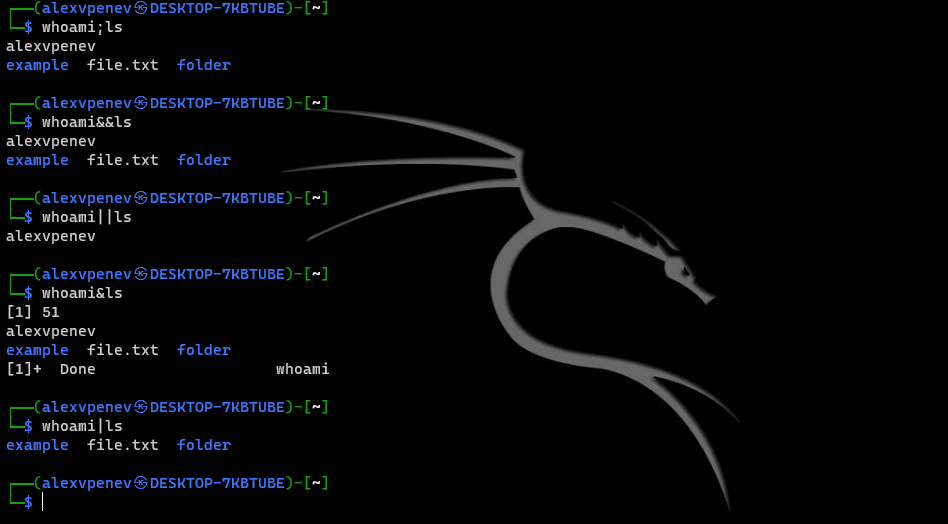 ┌──(alexvpenev㉿DESKTOP-7KBTUBE)-[~]
└─$ whoami;ls
alexvpenev
example  file.txt  folder
┌──(alexvpenev㉿DESKTOP-7KBTUBE)-[~]
└─$ whoami&&ls
alexvpenev
example  file.txt  folder
┌──(alexvpenev㉿DESKTOP-7KBTUBE)-[~]
└─$ whoami||ls
alexvpenev
┌──(alexvpenev㉿DESKTOP-7KBTUBE)-[~]
└─$ whoami&ls
[1] 51
alexvpenev
example  file.txt  folder
[1]+  Done                    whoami
┌──(alexvpenev㉿DESKTOP-7KBTUBE)-[~]
└─$ whoami|ls
example  file.txt  folder
┌──(alexvpenev㉿DESKTOP-7KBTUBE)-[~]
└─$